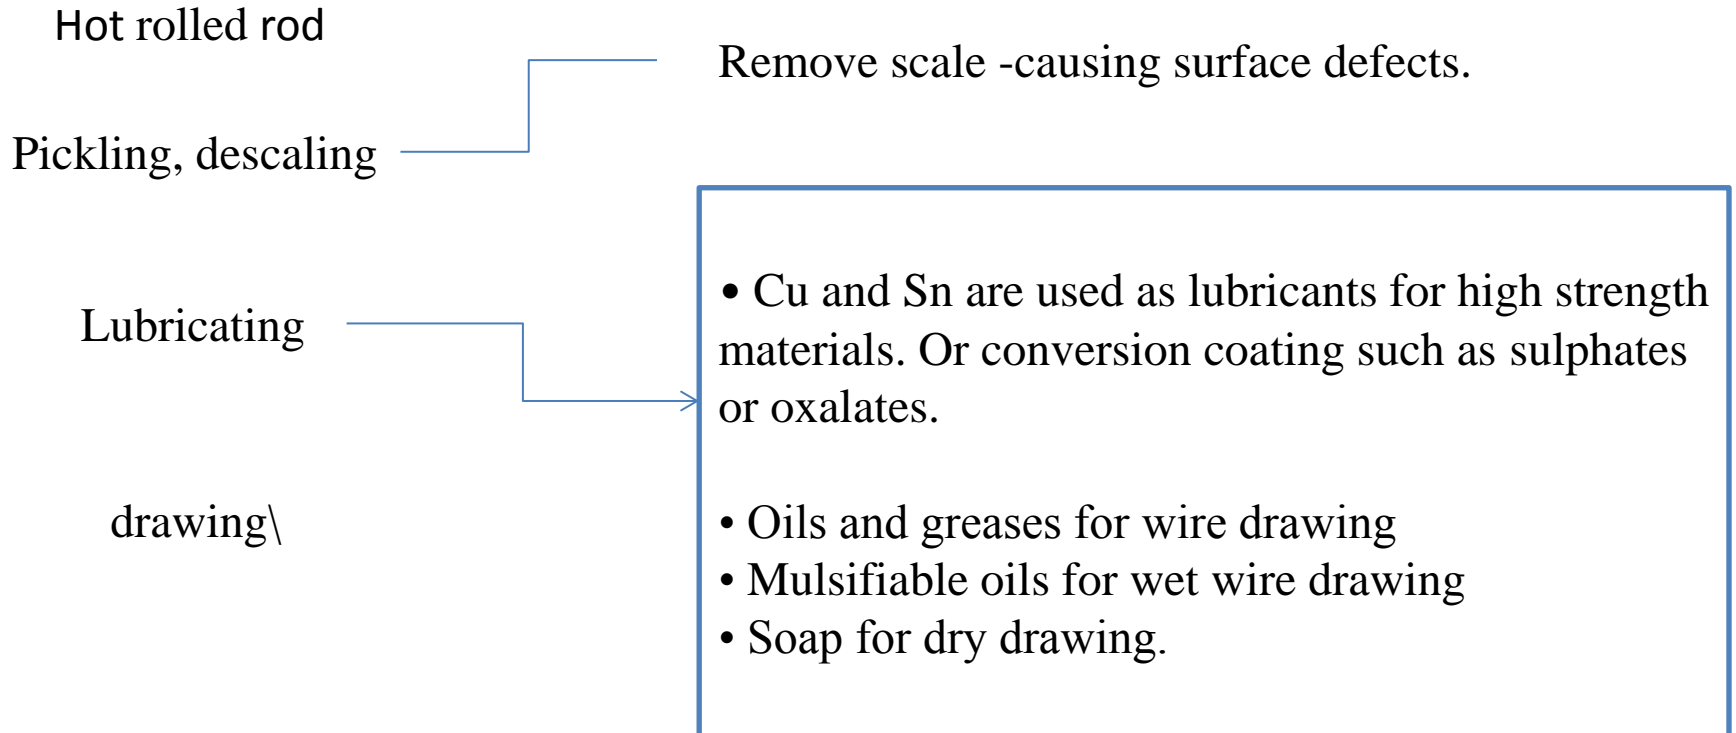 Hot rolled rod
Remove scale -causing surface defects.
Pickling, descaling
Lubricating
• Cu and Sn are used as lubricants for high strength
materials. Or conversion coating such as sulphates
or oxalates.
drawing\
• Oils and greases for wire drawing
• Mulsifiable oils for wet wire drawing
• Soap for dry drawing.